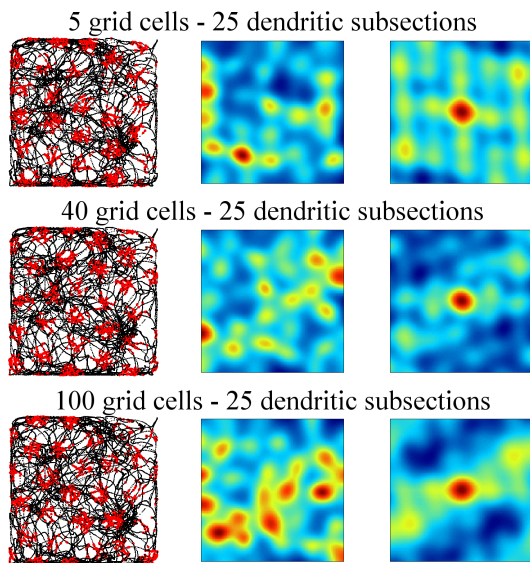 5 grid cells - 25 dendritic subsections
40 grid cells - 25 dendritic subsections
100 grid cells - 25 dendritic subsections